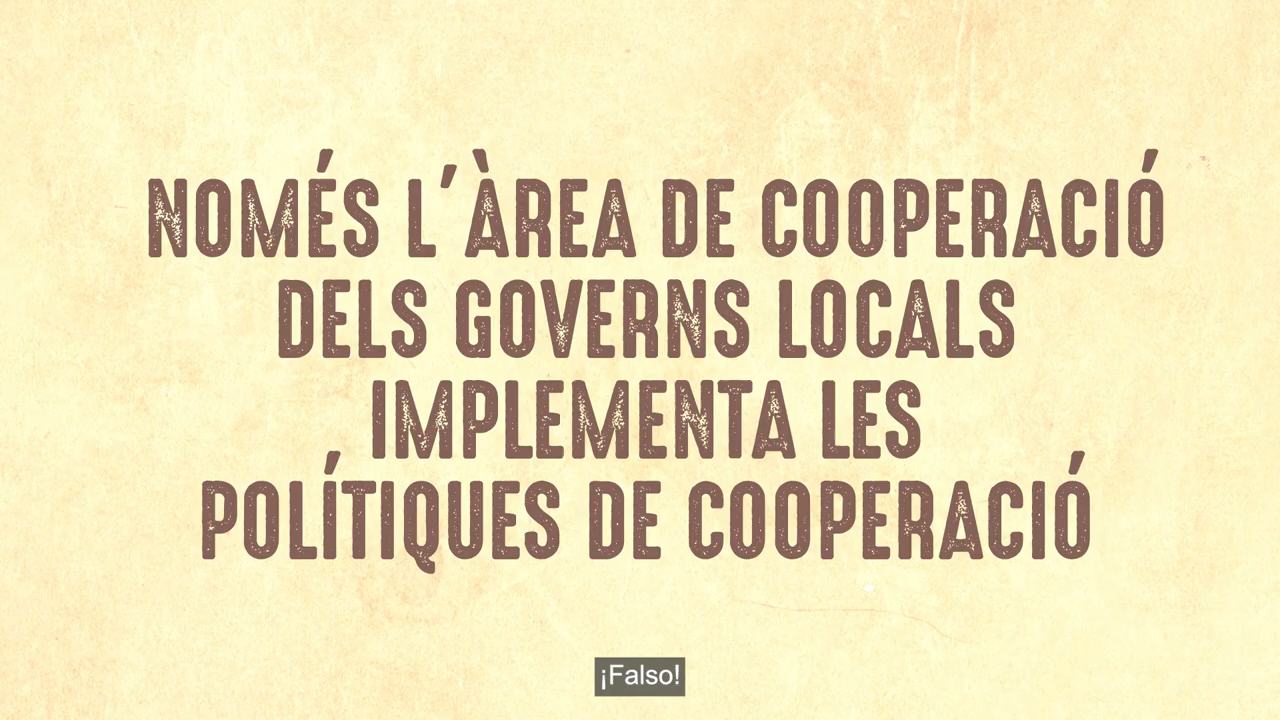 NOMÉS L´ÀREA DE COOPERACIÓ
DELS GOVERNS LOCALS
IMPLEMENTA LES
POLÍTIQUES DE COOPERACIÓ
¡Falso!